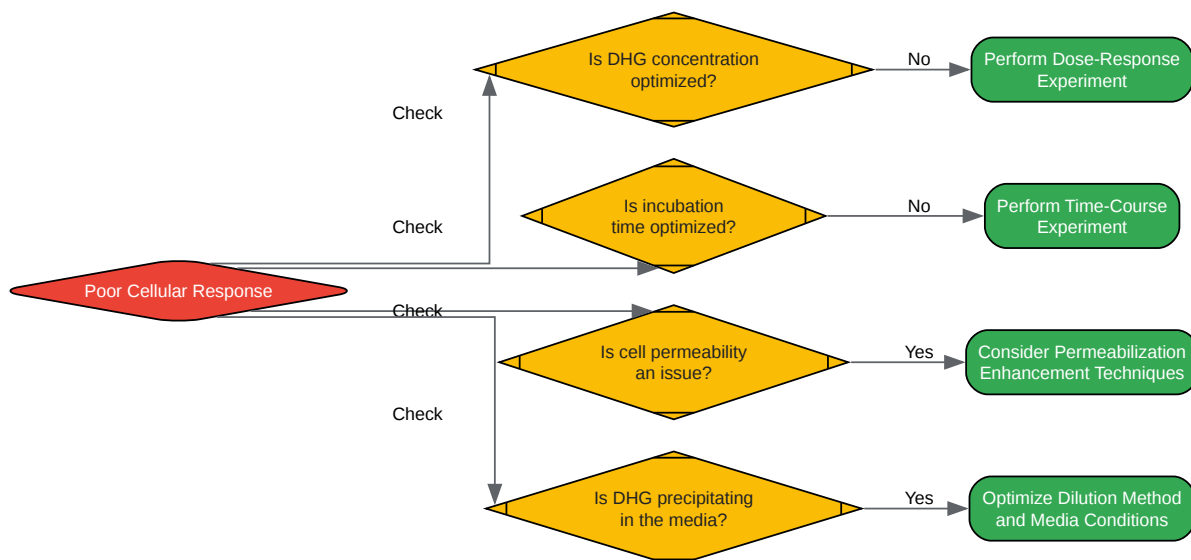 Is DHG concentration
optimized?
No
Perform Dose-Response
Experiment
Check
Is incubation
time optimized?
No
Perform Time-Course
Experiment
Check
Poor Cellular Response
Check
Is cell permeability
an issue?
Yes
Consider Permeabilization
Enhancement Techniques
Check
Is DHG precipitating
in the media?
Yes
Optimize Dilution Method
and Media Conditions